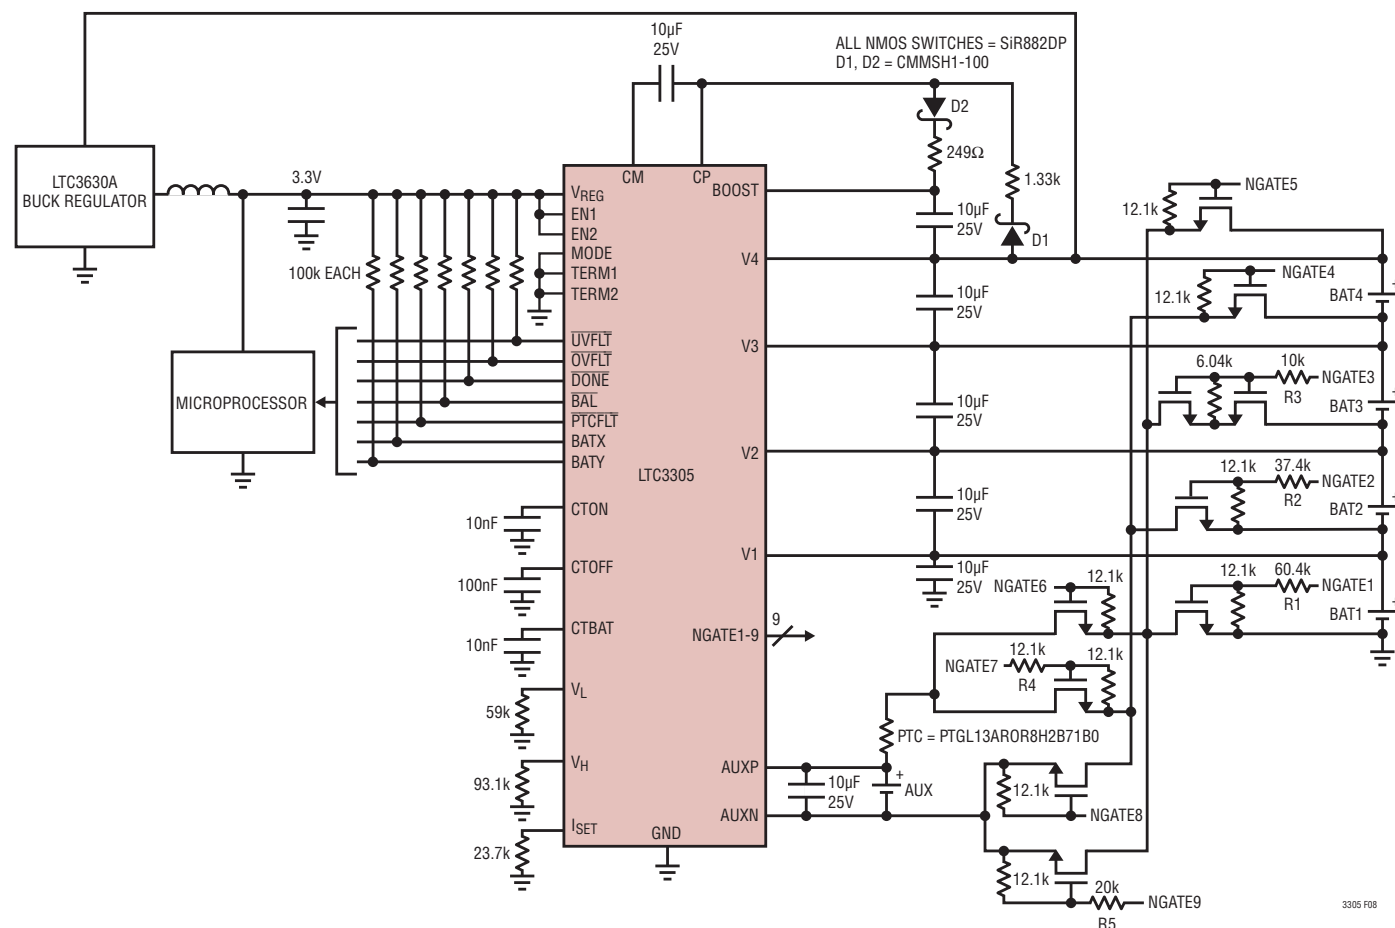 10µF
25V
ALL NMOS SWITCHES = SiR882DP
D1, D2 = CMMSH1-100
D2
249Ω
1.33k
D1
LTC3630A
BUCK REGULATOR
3.3V
100k EACH
MICROPROCESSOR
CM
CP
BOOST
VREG
EN1
EN2
MODE
TERM1
TERM2
UVFLT
OVFLT
DONE
BAL
PTCFLT
BATX
BATY
LTC3305
CTON
10nF
CTOFF
100nF
CTBAT
10nF
VL
59k
VH
93.1k
ISET
23.7k
GND
V4
V3
V2
V1
10µF
25V
10µF
25V
10µF
25V
10µF
25V
10µF
25V
NGATE1-9
9
AUXP
AUXN
10µF
25V
+
AUX
PTC = PTGL13AROR8H2B71B0
12.1k
NGATE5
12.1k
NGATE4
+
BAT4
6.04k
10k
NGATE3
R3
+
BAT3
12.1k
37.4k
NGATE2
R2
+
BAT2
12.1k
60.4k
NGATE1
R1
+
BAT1
NGATE6
12.1k
NGATE7
12.1k
R4
12.1k
12.1k
NGATE8
12.1k
20k
NGATE9
R5
3305 F08